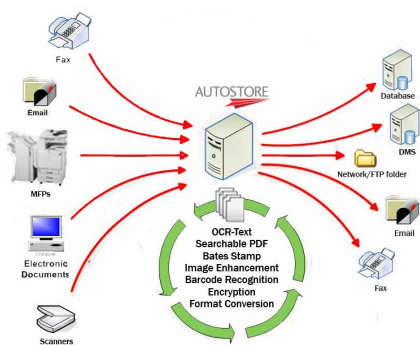 Fax
Email
MFPs
Electronic
Documents
Scanners
AUTOSTORE
OCR-Text
Searchable PDF
Bates Stamp
Image Enhancement
Barcode Recognition
Encryption
Format Conversion
Database
DMS
Network/FTP folder
Email
Fax